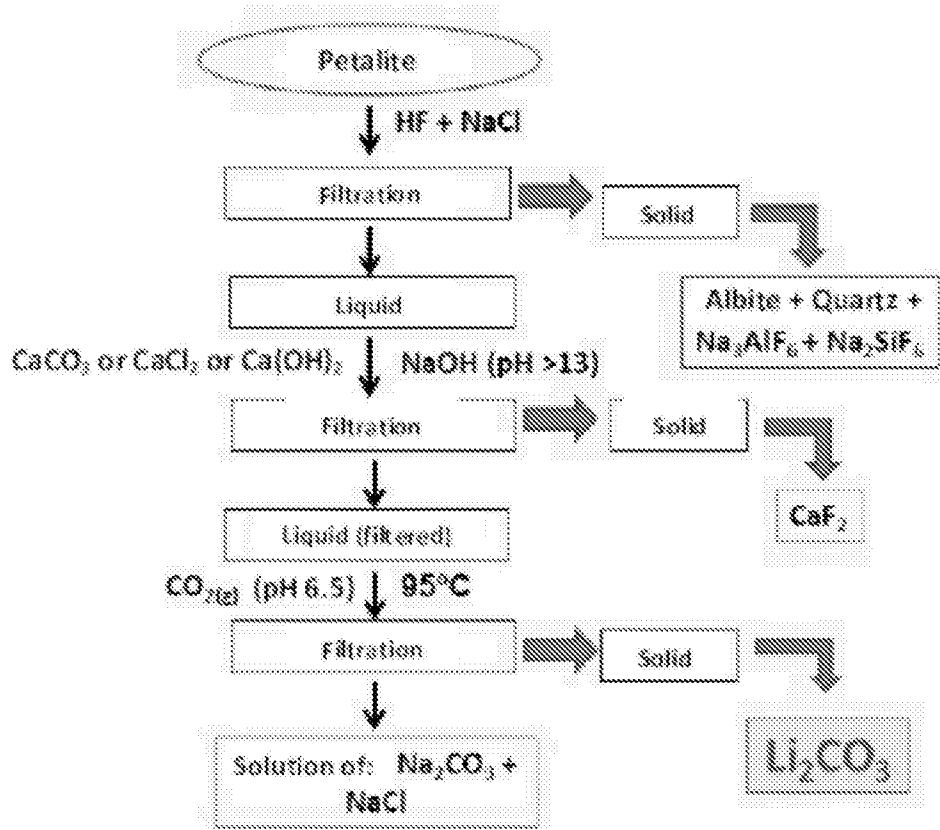 Petalite
HF + NaCl
Filtration
Solid
Albite + Quartz +
Na₃AlF₆ + Na₂SiF₆
Liquid
CaCO₃ or CaCl₂ or Ca(OH)₂
NaOH (pH >13)
Filtration
Solid
CaF₂
Liquid (filtered)
CO₂(g) (pH 6.5)
95°C
Filtration
Solid
Li₂CO₃
Solution of: Na₂CO₃ +
NaCl